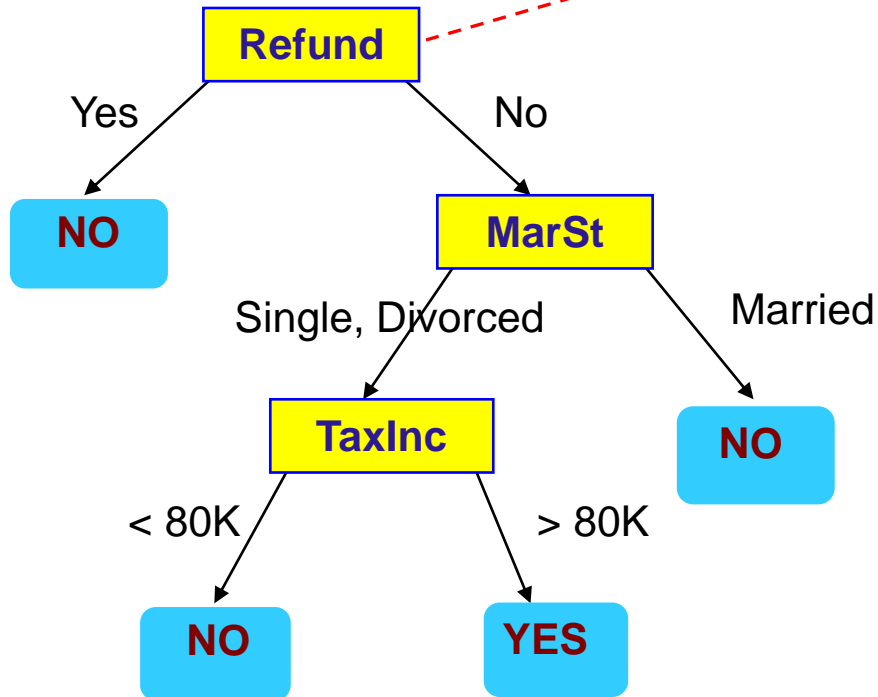 Refund
Yes
No
NO
MarSt
Single, Divorced
Married
TaxInc
NO
< 80K
> 80K
NO
YES